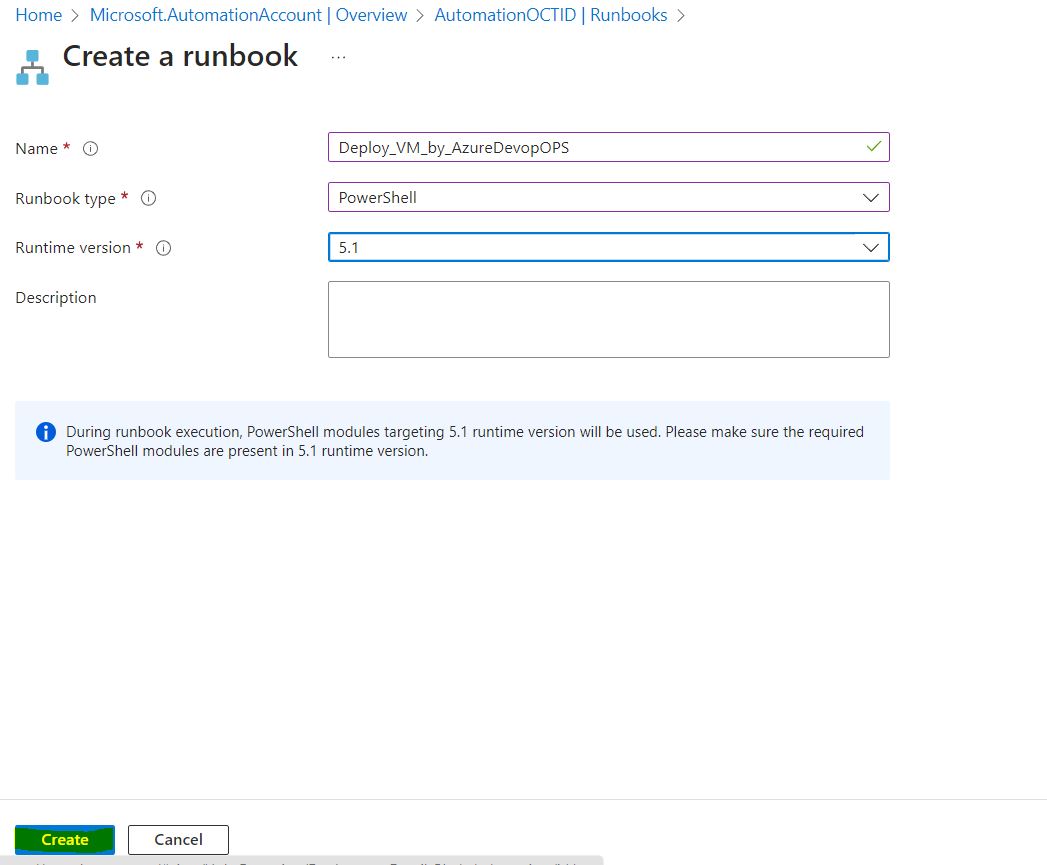 Home > Microsoft.AutomationAccount | Overview > AutomationOCTID | Runbooks >
Create a runbook ...
Name *
Deploy_VM_by_AzureDevopOPS
Runbook type *
PowerShell
Runtime version *
5.1
Description
During runbook execution, PowerShell modules targeting 5.1 runtime version will be used. Please make sure the required
PowerShell modules are present in 5.1 runtime version.
Create
Cancel